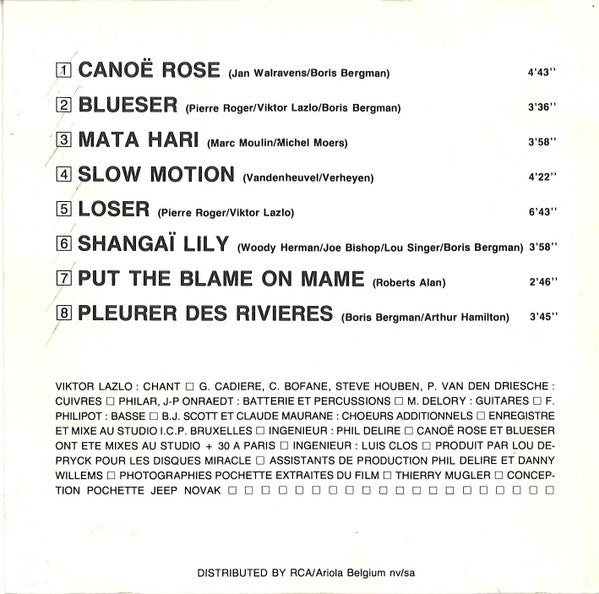 1 CANOË ROSE (Jan Walravens/Boris Bergman) 4'43''
2 BLUESER (Pierre Roger/Viktor Lazlo/Boris Bergman) 3'36''
3 MATA HARI (Marc Moulin/Michel Moers) 3'58''
4 SLOW MOTION (Vandenheuvel/Verheyen) 4'22''
5 LOSER (Pierre Roger/Viktor Lazlo) 6'43''
6 SHANGAÏ LILY (Woody Herman/Joe Bishop/Lou Singer/Boris Bergman) 3'58''
7 PUT THE BLAME ON MAME (Roberts Alan) 2'46''
8 PLEURER DES RIVIERES (Boris Bergman/Arthur Hamilton) 3'45''
VIKTOR LAZLO : CHANT □ G. CADIERE, C. BOFANE, STEVE HOUBEN, P. VAN DEN DRIESCHE :
CUIVRES □ PHILAR, J-P ONRAEDT : BATTERIE ET PERCUSSIONS □ M. DELORY : GUITARES □ F.
PHILIPOT : BASSE □ B.J. SCOTT ET CLAUDE MAURANE : CHOEURS ADDITIONNELS □ ENREGISTRE
ET MIXE AU STUDIO I.C.P. BRUXELLES □ INGENIEUR : PHIL DELIRE □ CANOË ROSE ET BLUESER
ONT ETE MIXES AU STUDIO + 30 A PARIS □ INGENIEUR : LUIS CLOS □ PRODUIT PAR LOU DE-
PRYCK POUR LES DISQUES MIRACLE □ ASSISTANTS DE PRODUCTION PHIL DELIRE ET DANNY
WILLEMS □ PHOTOGRAPHIES POCHETTE EXTRAITES DU FILM □ THIERRY MUGLER □ CONCEP-
TION POCHETTE JEEP NOVAK □ □ □ □ □ □ □ □ □ □ □ □ □ □ □ □ □ □
DISTRIBUTED BY RCA/Ariola Belgium nv/sa